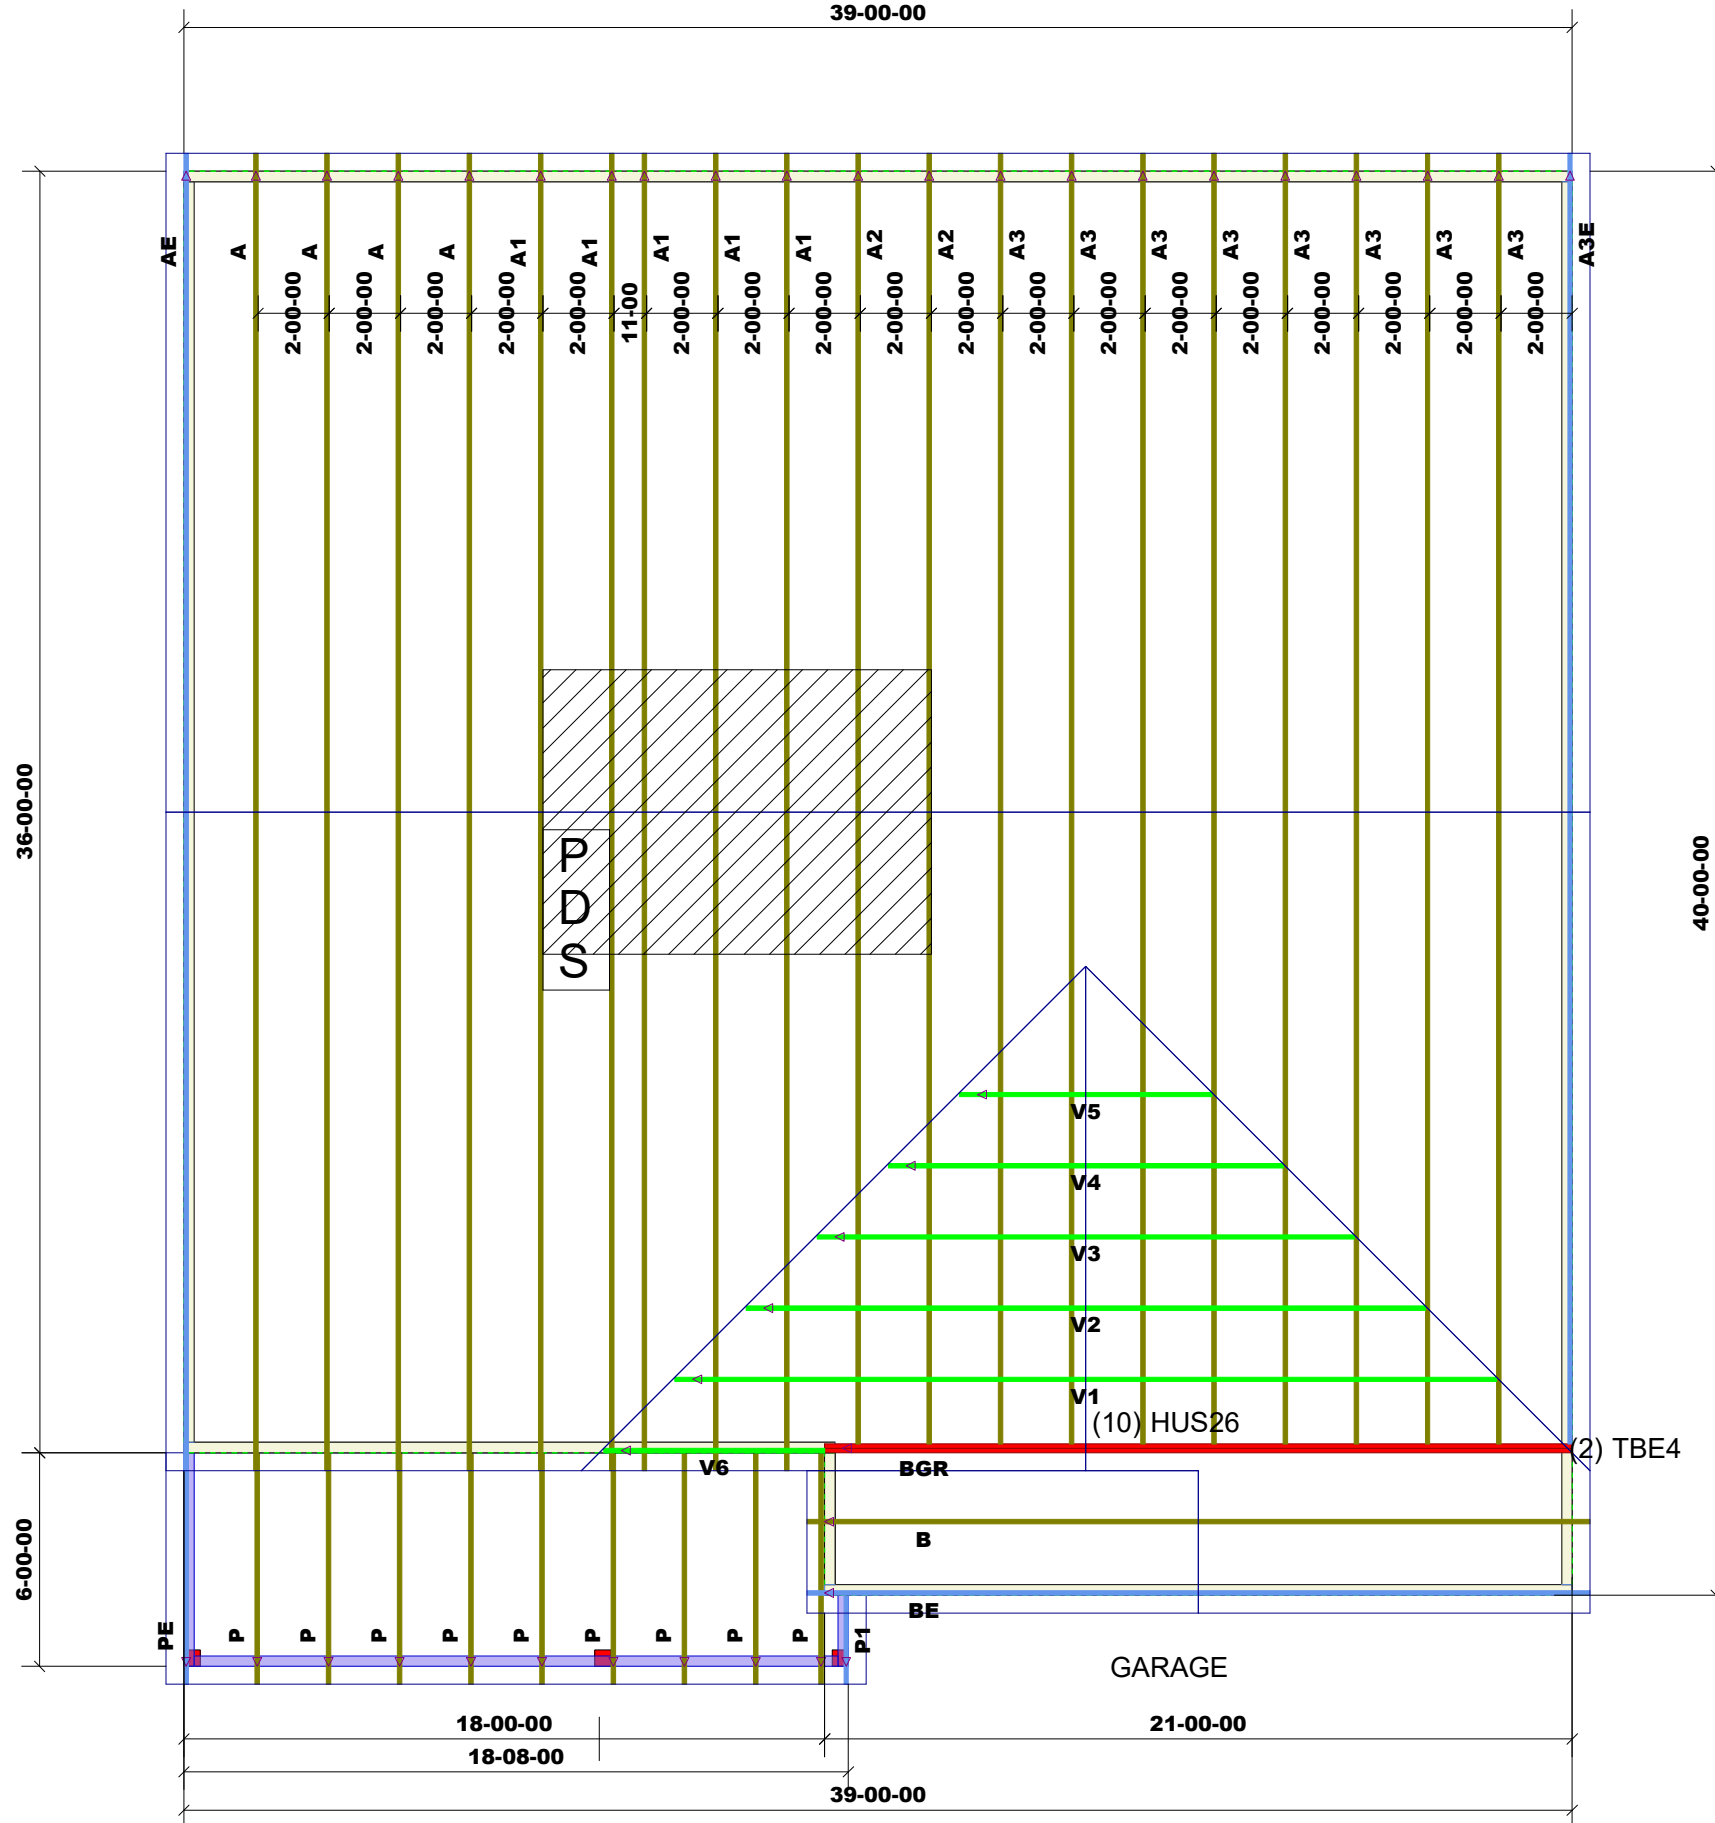 39-00-00
AE
A
A
A
A
A1
A1
A1
A1
A1
A2
A2
A3
A3
A3
A3
A3
A3
A3
A3
A3E
2-00-00
2-00-00
2-00-00
2-00-00
2-00-00
11-00
2-00-00
2-00-00
2-00-00
2-00-00
2-00-00
2-00-00
2-00-00
2-00-00
2-00-00
2-00-00
2-00-00
2-00-00
2-00-00
36-00-00
40-00-00
P
D
S
V5
V4
V3
V2
V1
(10) HUS26
(2) TBE4
V6
BGR
B
BE
6-00-00
PE
P
P
P
P
P
P
P
P
P
P1
GARAGE
18-00-00
21-00-00
18-08-00
39-00-00